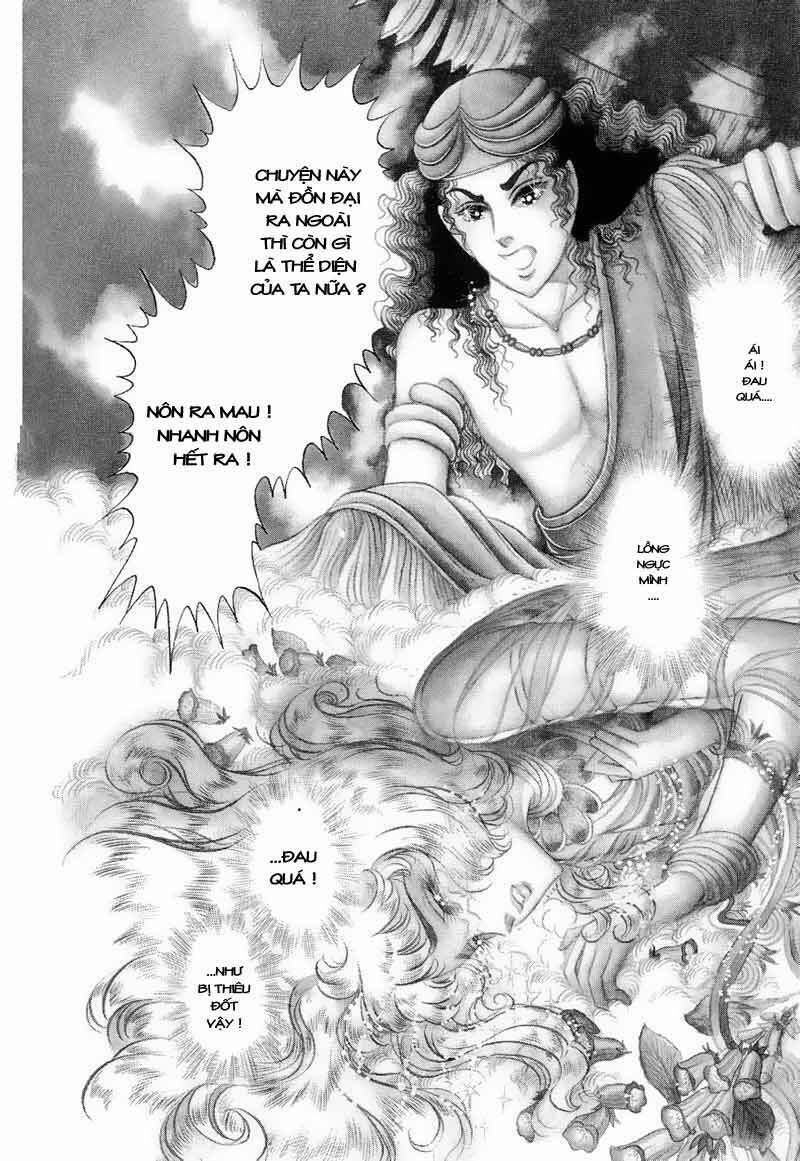 CHUYỆN NÀY
MÀ ĐỒN ĐẠI
RA NGOÀI
THÌ CÒN GÌ
LÀ THỂ DIỆN
CỦA TA NỮA ?
NÔN RA MAU !
NHANH NÔN
HẾT RA !
ÁI
ÁI !
ĐAU
QUÁ....
LỒNG
NGỰC
MÌNH
....
...ĐAU
QUÁ !
...NHƯ
BỊ THIÊU
ĐỐT
VẬY !